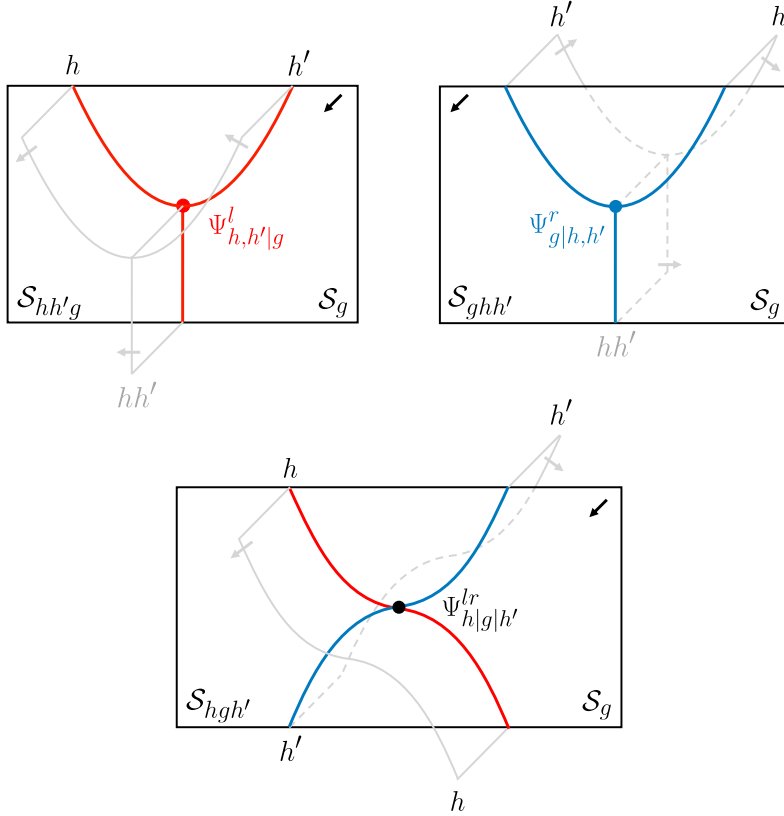 h h′
Ψ^l_{h,h′|g}
S_{hh′g} S_g
hh′
h′ h
Ψ^r_{g|h,h′}
S_{ghh′} S_g
hh′
h′
h
Ψ^{lr}_{h|g|h′}
S_{hgh′} S_g
h′
h